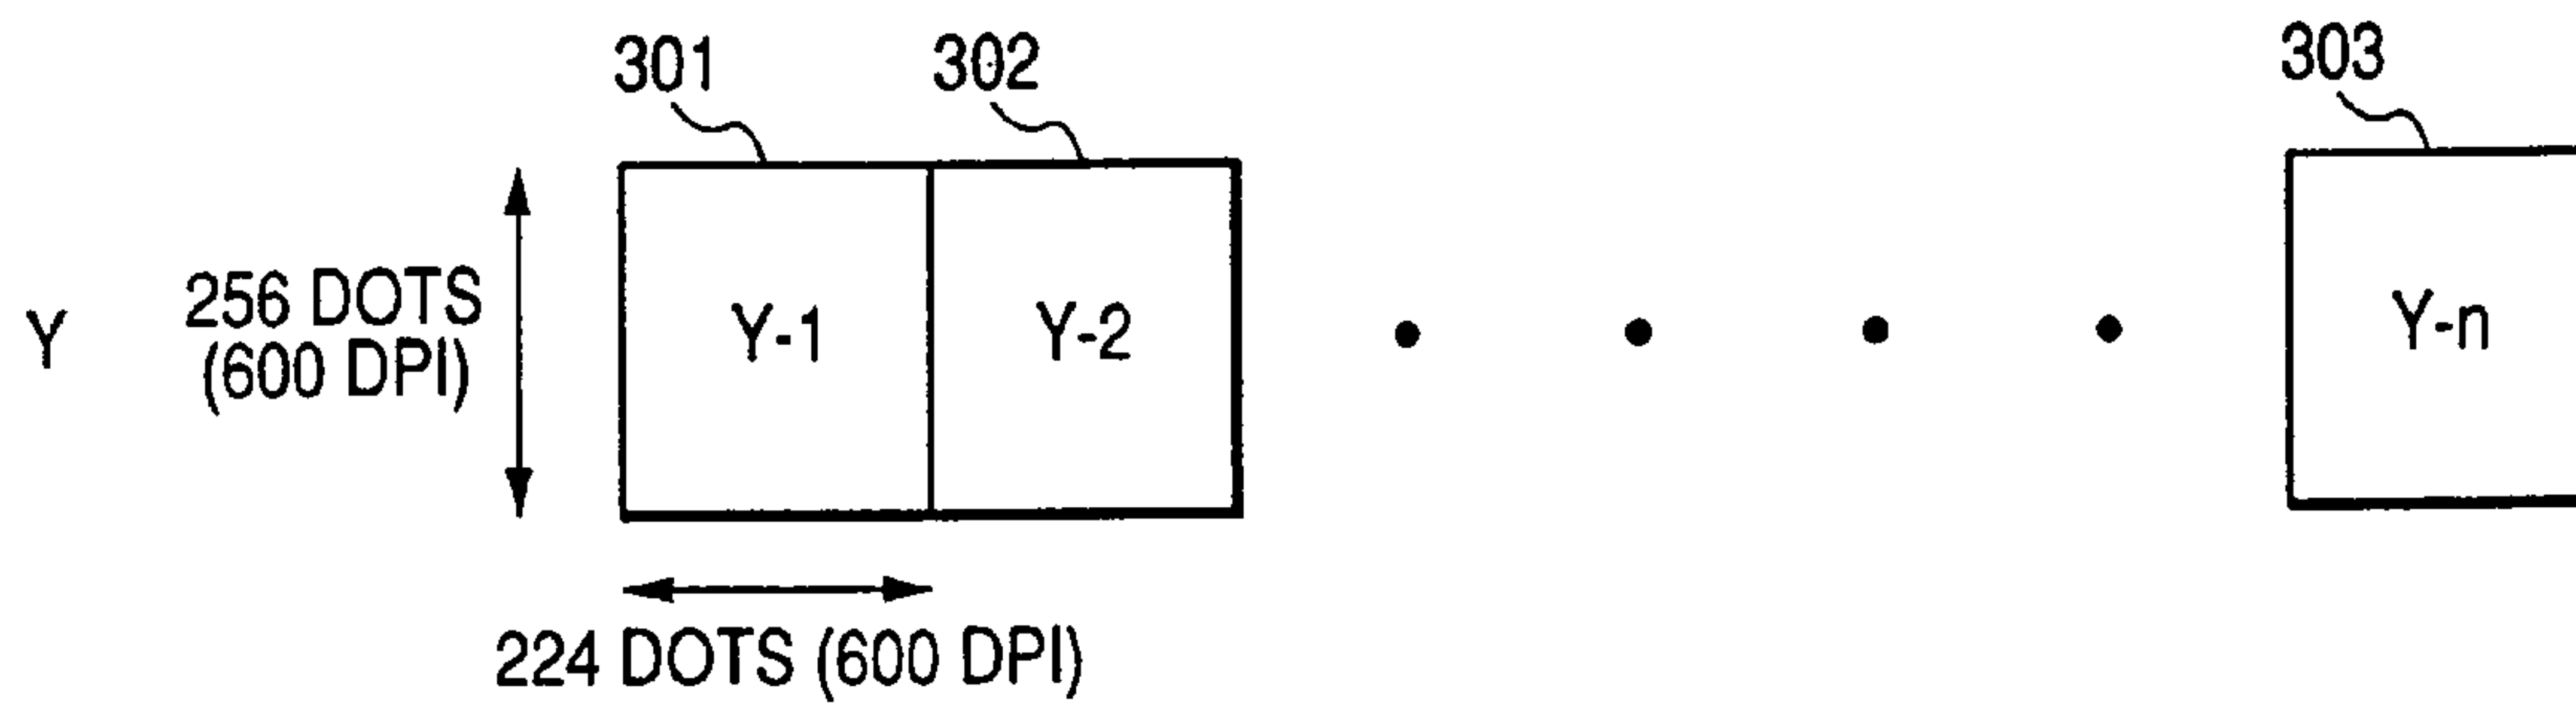 301
302
303
Y
256 DOTS
(600 DPI)
Y-1
Y-2
Y-n
224 DOTS (600 DPI)